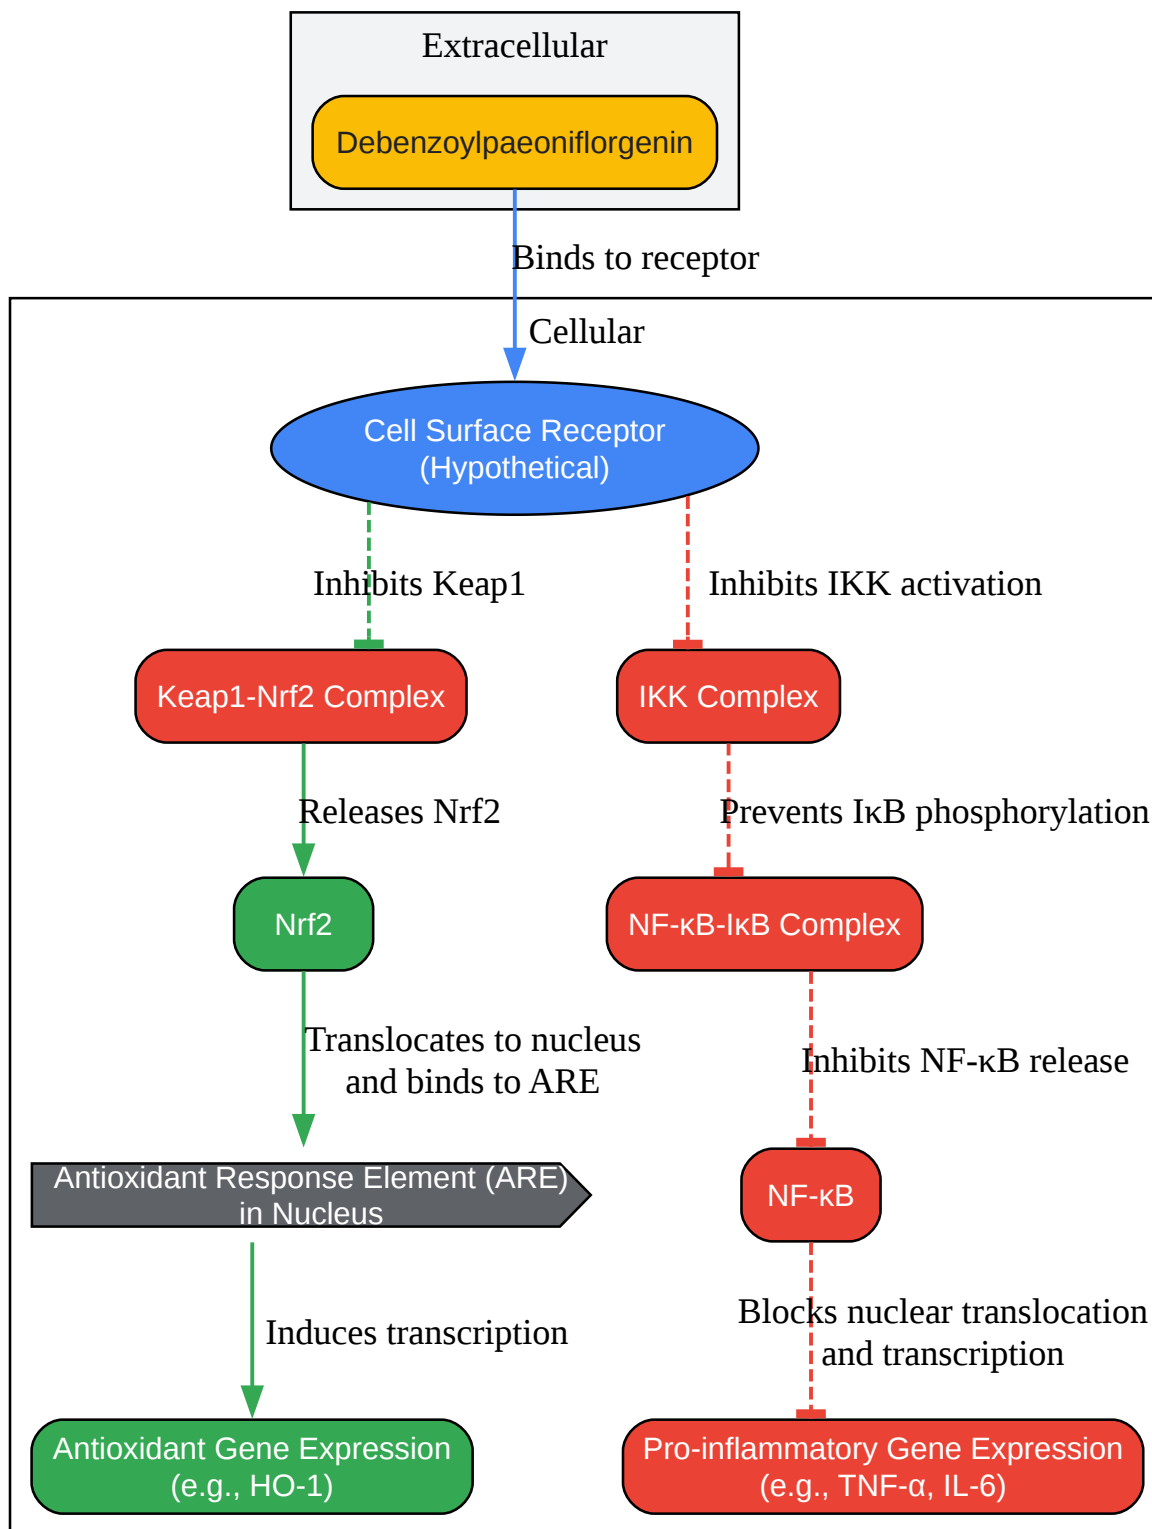 Extracellular
Debenzoylpaeoniflorgenin
Binds to receptor
Cellular
Cell Surface Receptor
(Hypothetical)
Inhibits Keap1
Inhibits IKK activation
Keap1-Nrf2 Complex
IKK Complex
Releases Nrf2
Prevents IκB phosphorylation
Nrf2
NF-κB-IκB Complex
Translocates to nucleus
and binds to ARE
Inhibits NF-κB release
Antioxidant Response Element (ARE)
in Nucleus
NF-κB
Induces transcription
Blocks nuclear translocation
and transcription
Antioxidant Gene Expression
(e.g., HO-1)
Pro-inflammatory Gene Expression
(e.g., TNF-α, IL-6)